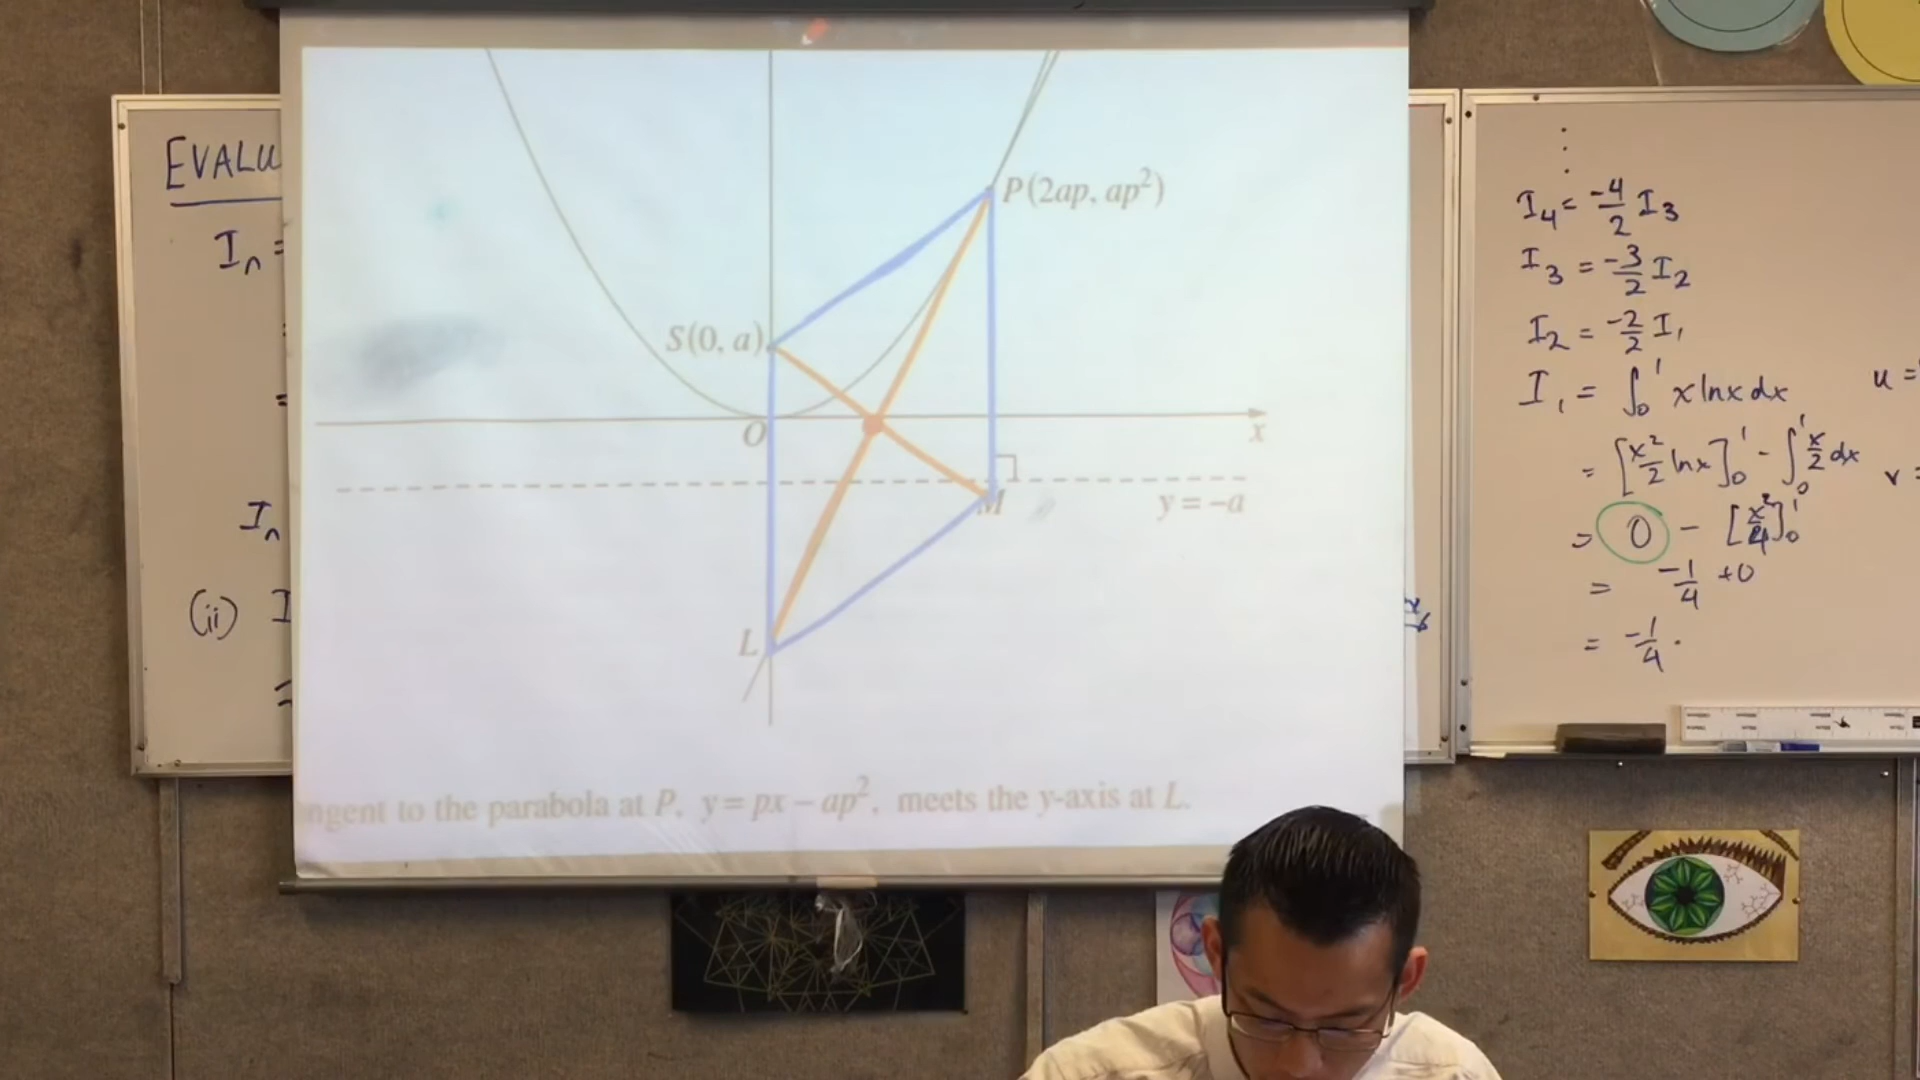 EVALU
Iₙ =
=
=
Iₙ
(ii) I
=
P(2ap, ap²)
S(0, a)
O
x
M
y = –a
L
ngent to the parabola at P, y = px – ap², meets the y-axis at L.
⋮
I₄ = -4/2 I₃
I₃ = -3/2 I₂
I₂ = -2/2 I₁
I₁ = ∫₀¹ x ln x dx
u =
= [x²/2 ln x]₀¹ - ∫₀¹ x/2 dx
v =
= 0 - [x²/4]₀¹
= -1/4 + 0
= -1/4 .